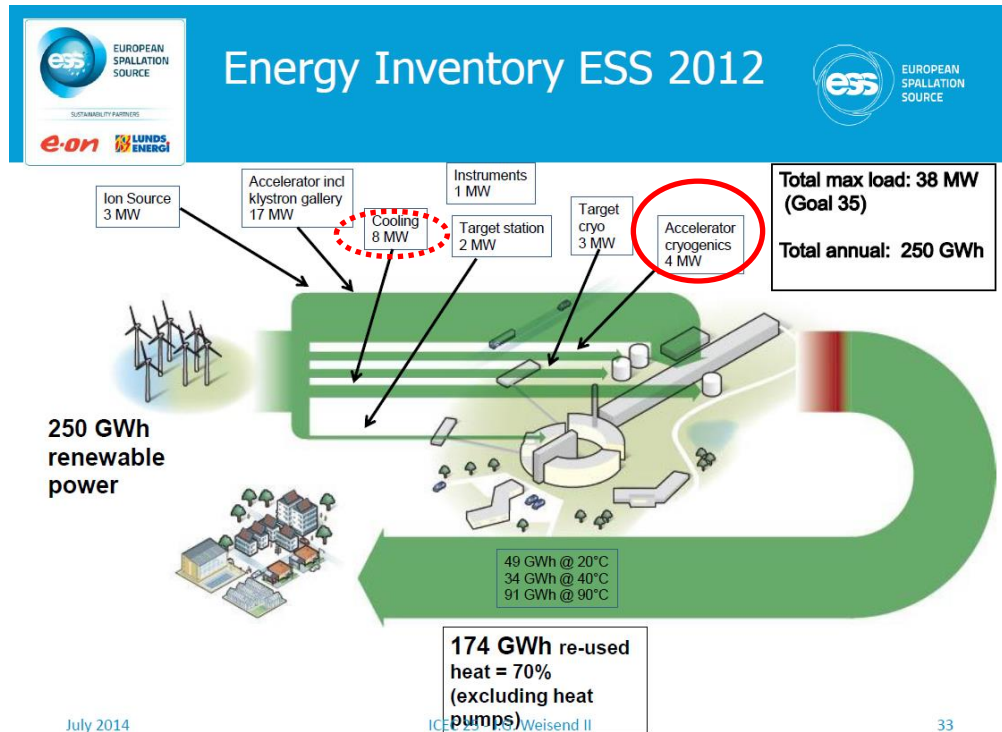 EUROPEAN
SPALLATION
SOURCE
ess
SUSTAINABILITY PARTNERS
e·on
LUNDS
ENERGI
Energy Inventory ESS 2012
ess
EUROPEAN
SPALLATION
SOURCE
Ion Source
3 MW
Accelerator incl
klystron gallery
17 MW
Cooling
8 MW
Instruments
1 MW
Target station
2 MW
Target
cryo
3 MW
Accelerator
cryogenics
4 MW
Total max load: 38 MW
(Goal 35)
Total annual: 250 GWh
250 GWh
renewable
power
49 GWh @ 20°C
34 GWh @ 40°C
91 GWh @ 90°C
174 GWh re-used
heat = 70%
(excluding heat
pumps)
July 2014
ICEC 25 - J.G. Weisend II
33